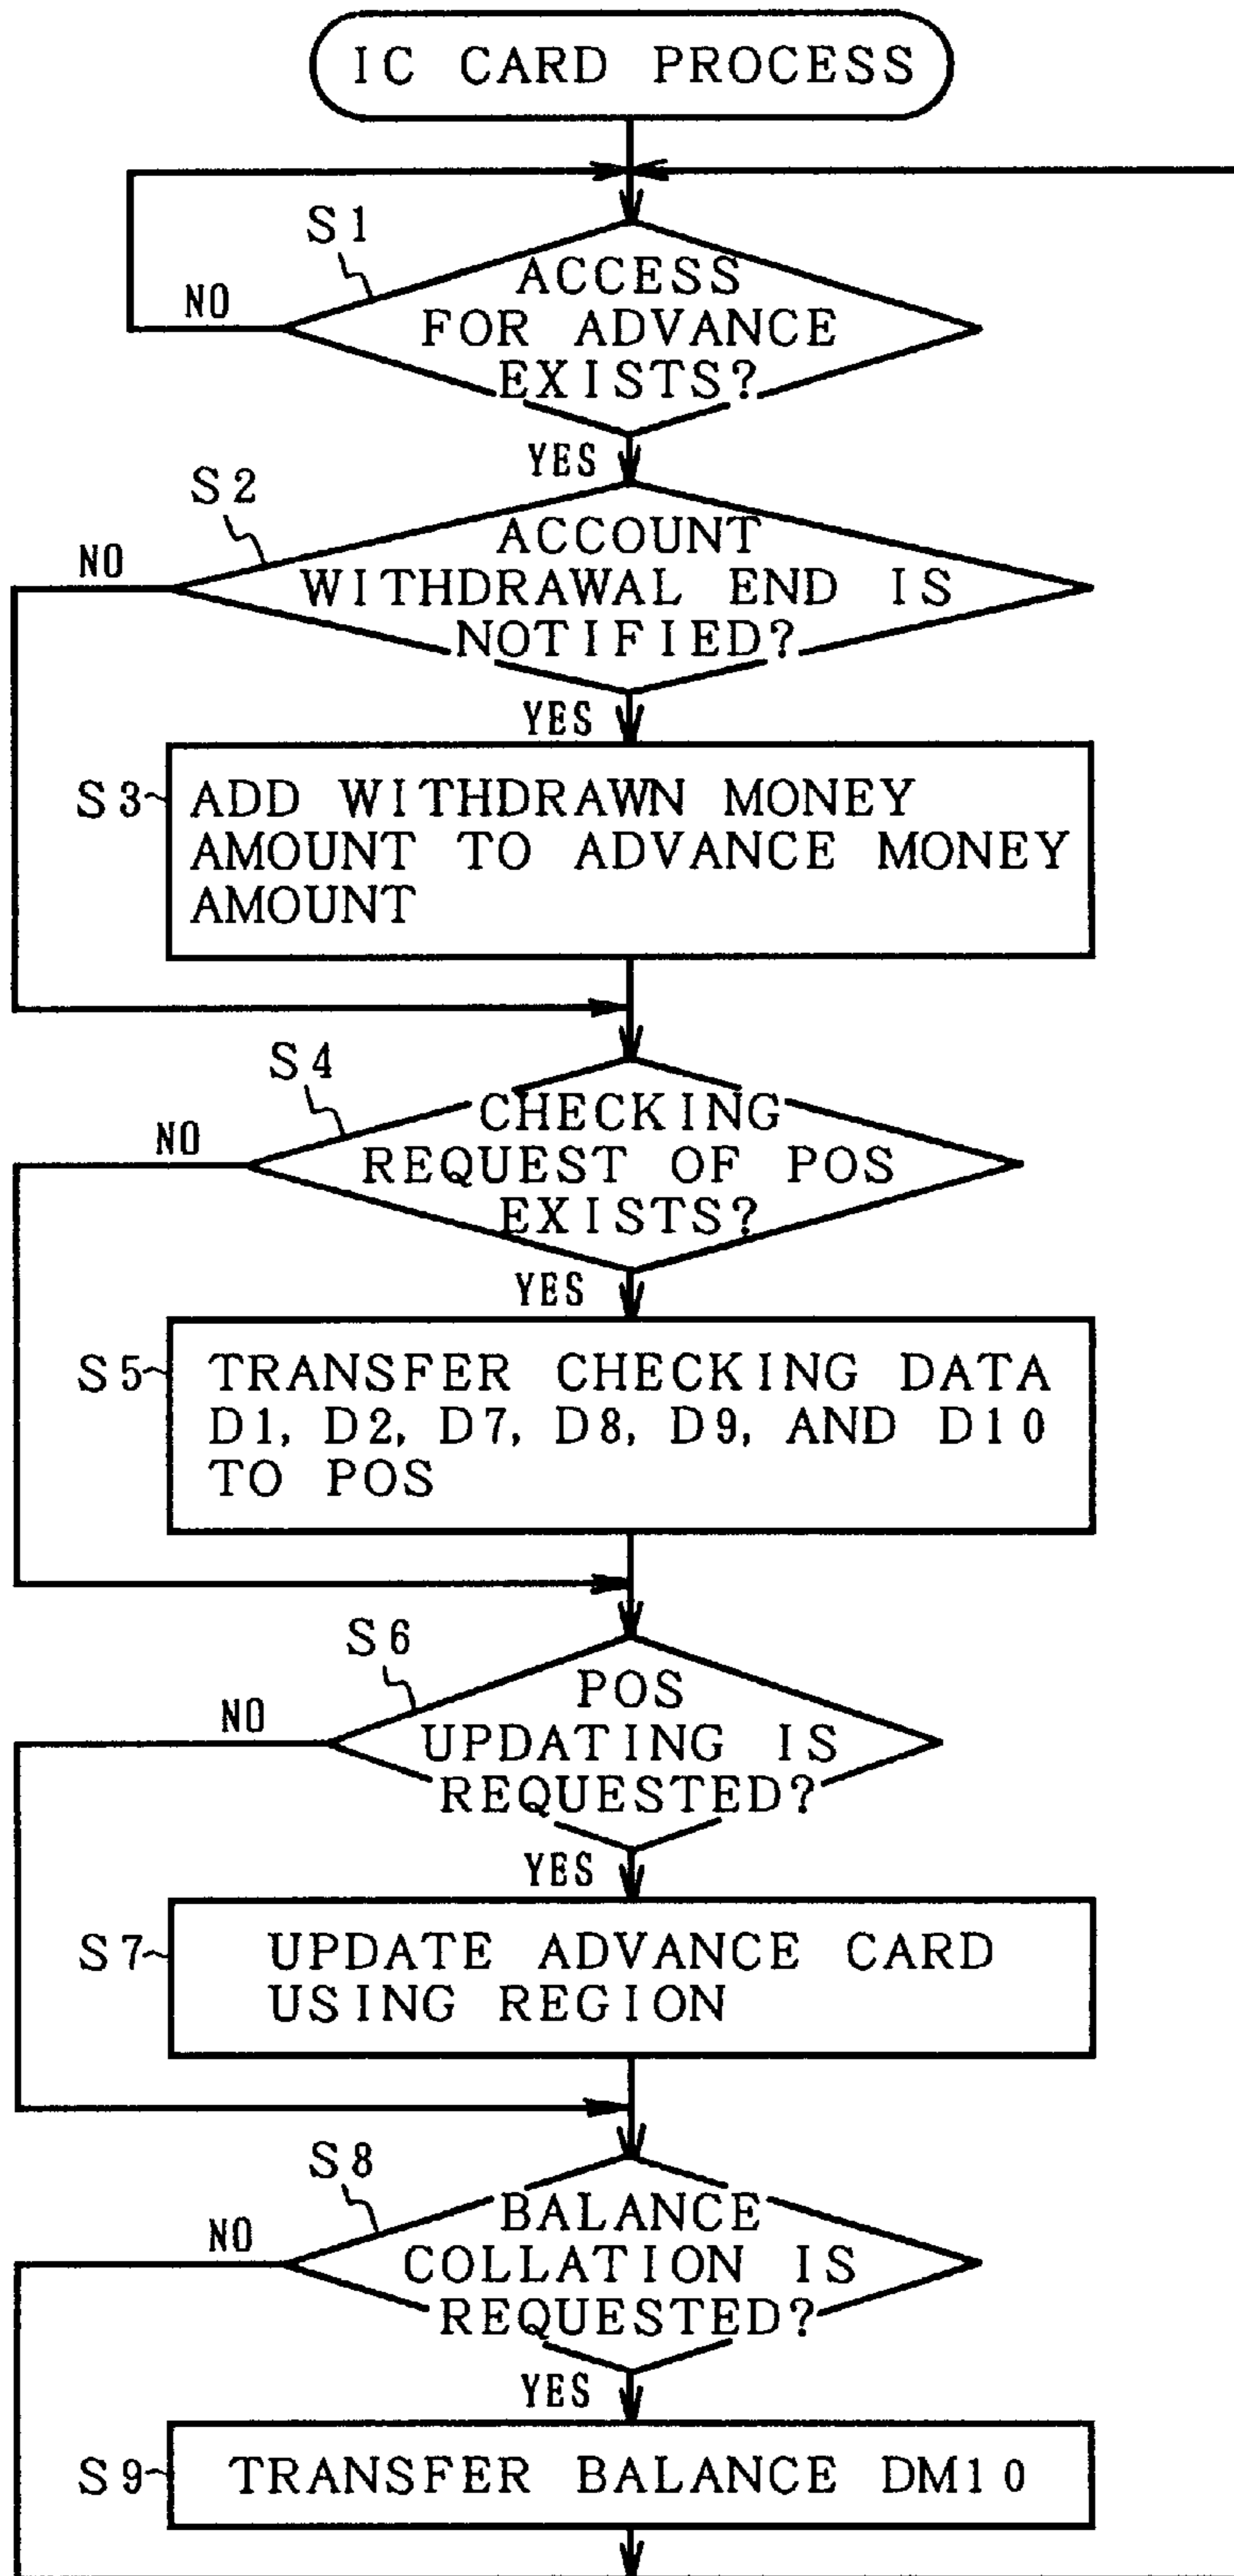 IC CARD PROCESS
S1
ACCESS
FOR ADVANCE
EXISTS?
NO
YES
S2
ACCOUNT
WITHDRAWAL END IS
NOTIFIED?
NO
YES
S3
ADD WITHDRAWN MONEY
AMOUNT TO ADVANCE MONEY
AMOUNT
S4
CHECKING
REQUEST OF POS
EXISTS?
NO
YES
S5
TRANSFER CHECKING DATA
D1, D2, D7, D8, D9, AND D10
TO POS
S6
POS
UPDATING IS
REQUESTED?
NO
YES
S7
UPDATE ADVANCE CARD
USING REGION
S8
BALANCE
COLLATION IS
REQUESTED?
NO
YES
S9
TRANSFER BALANCE DM10